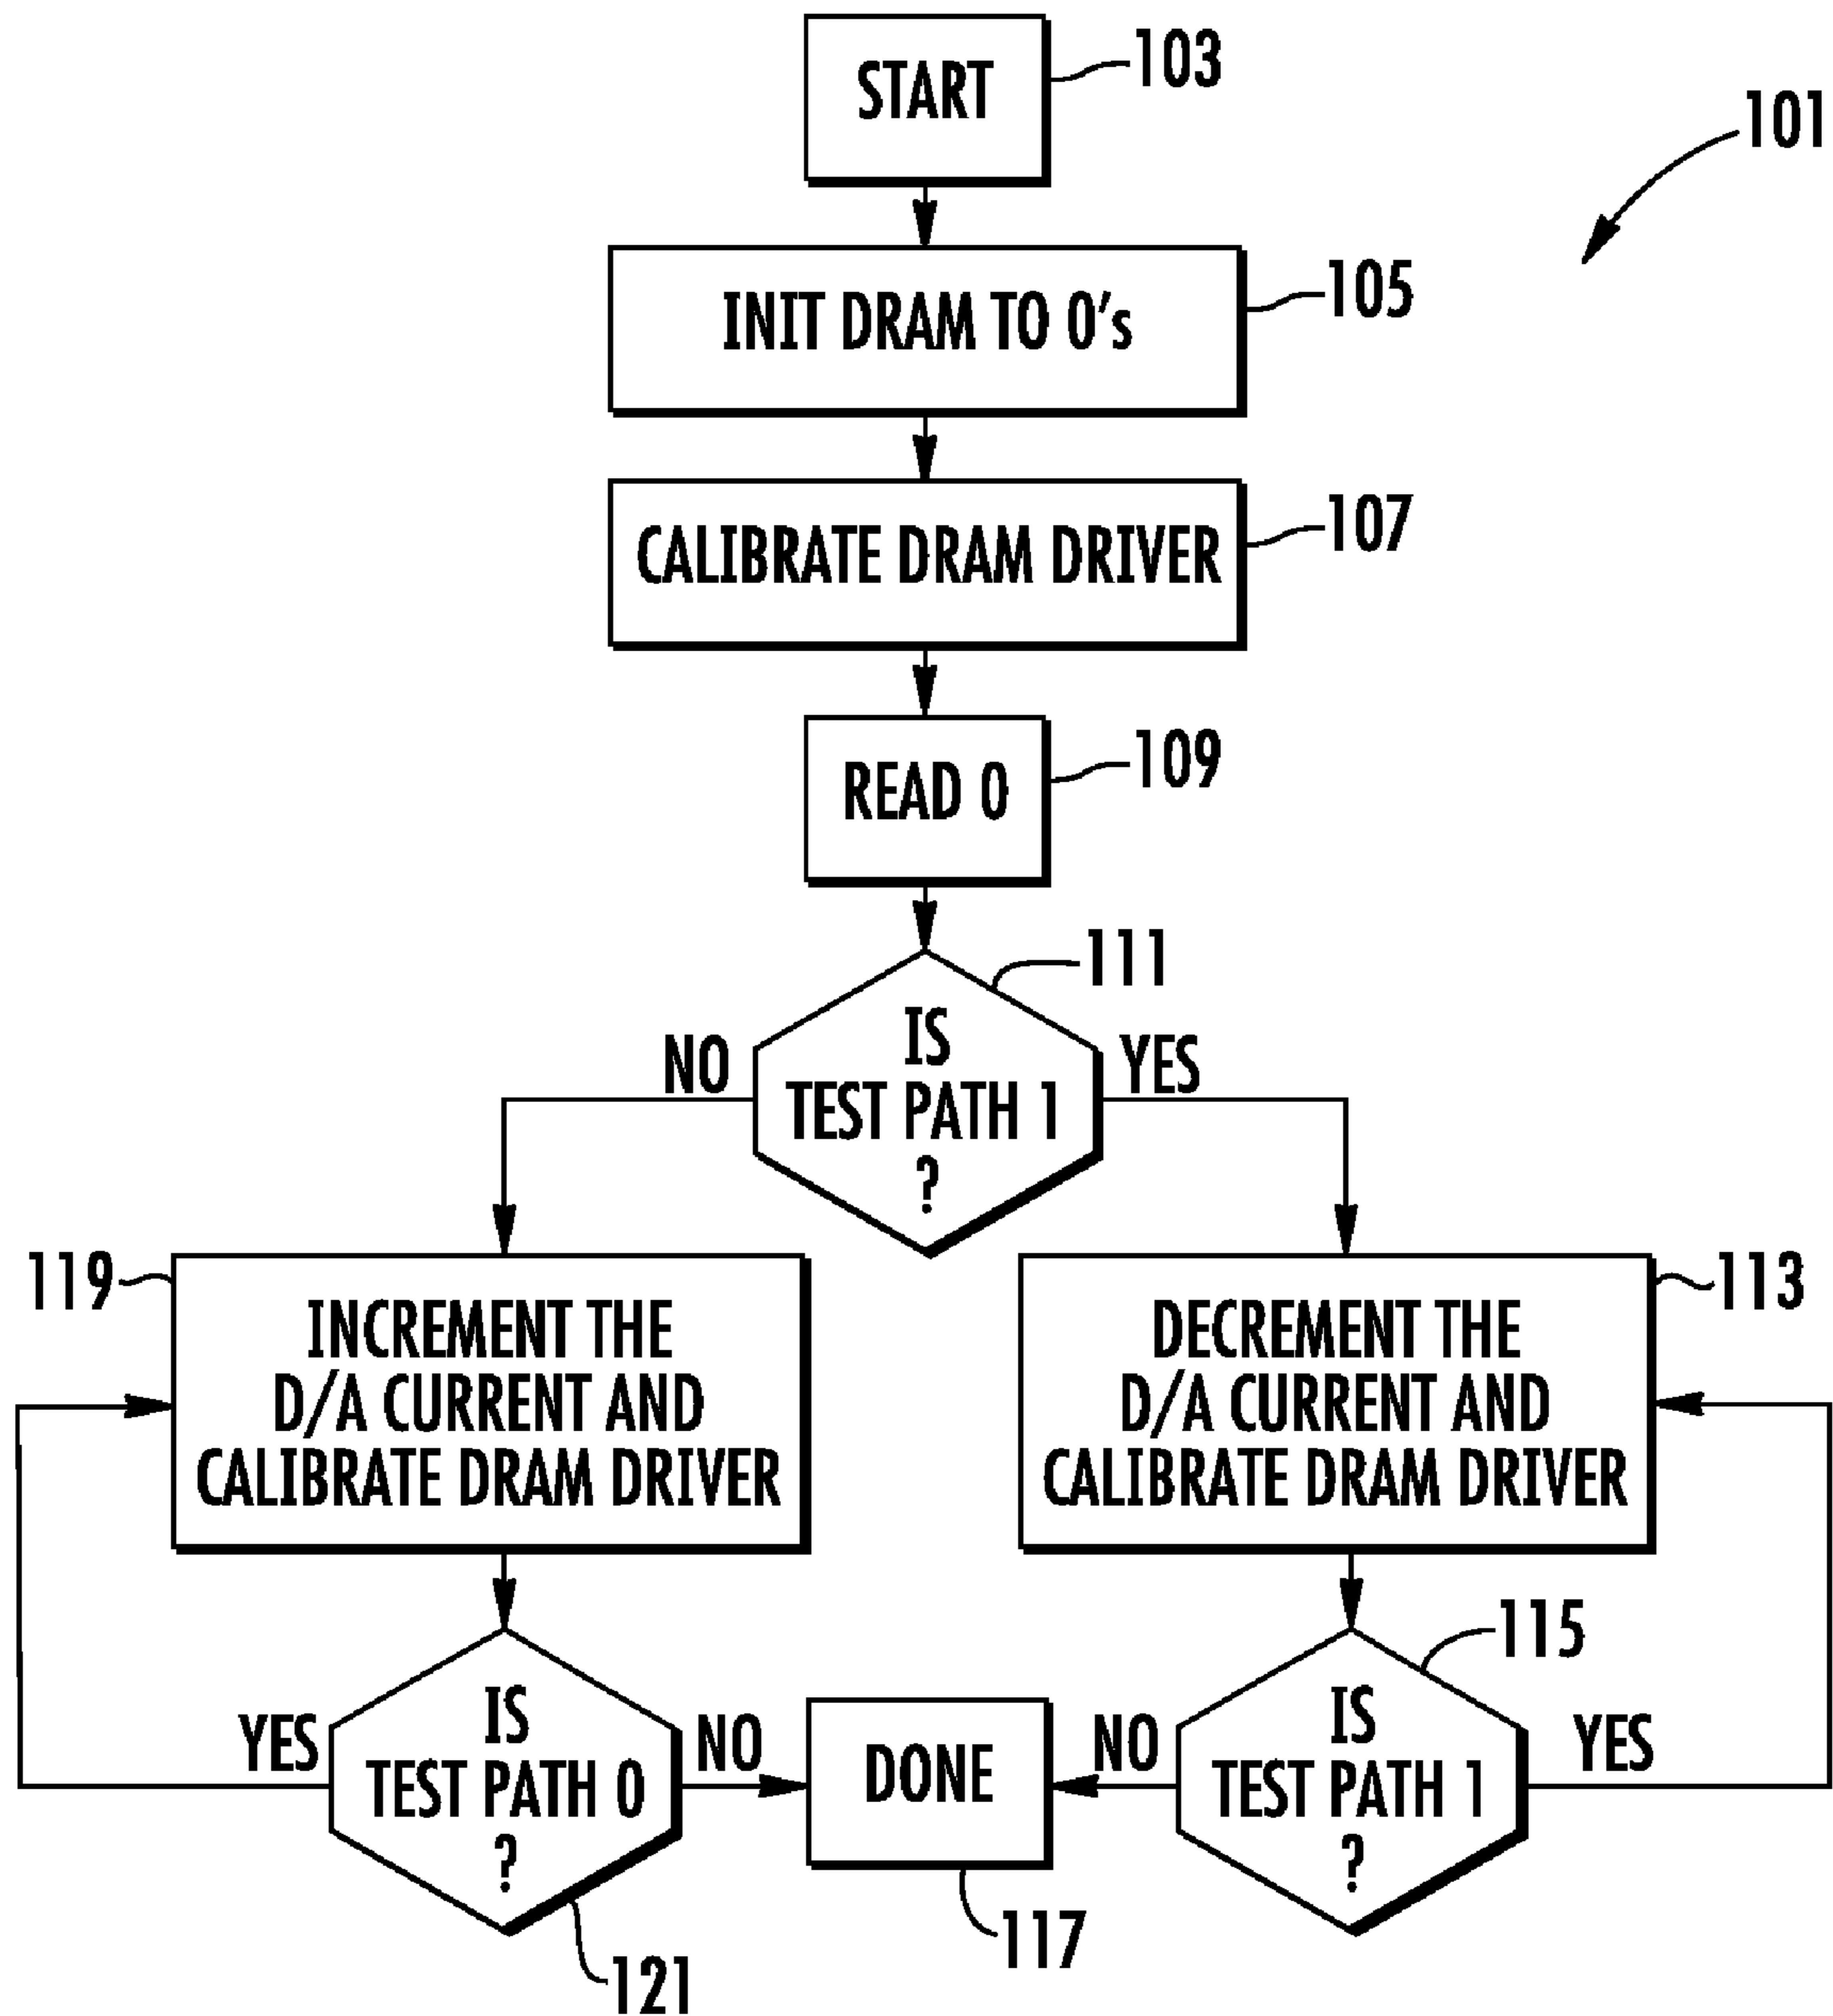 START
103
101
INIT DRAM TO 0's
105
CALIBRATE DRAM DRIVER
107
READ 0
109
111
IS
TEST PATH 1
?
NO
YES
119
INCREMENT THE
D/A CURRENT AND
CALIBRATE DRAM DRIVER
DECREMENT THE
D/A CURRENT AND
CALIBRATE DRAM DRIVER
113
YES
IS
TEST PATH 0
?
NO
DONE
NO
IS
TEST PATH 1
?
YES
115
121
117